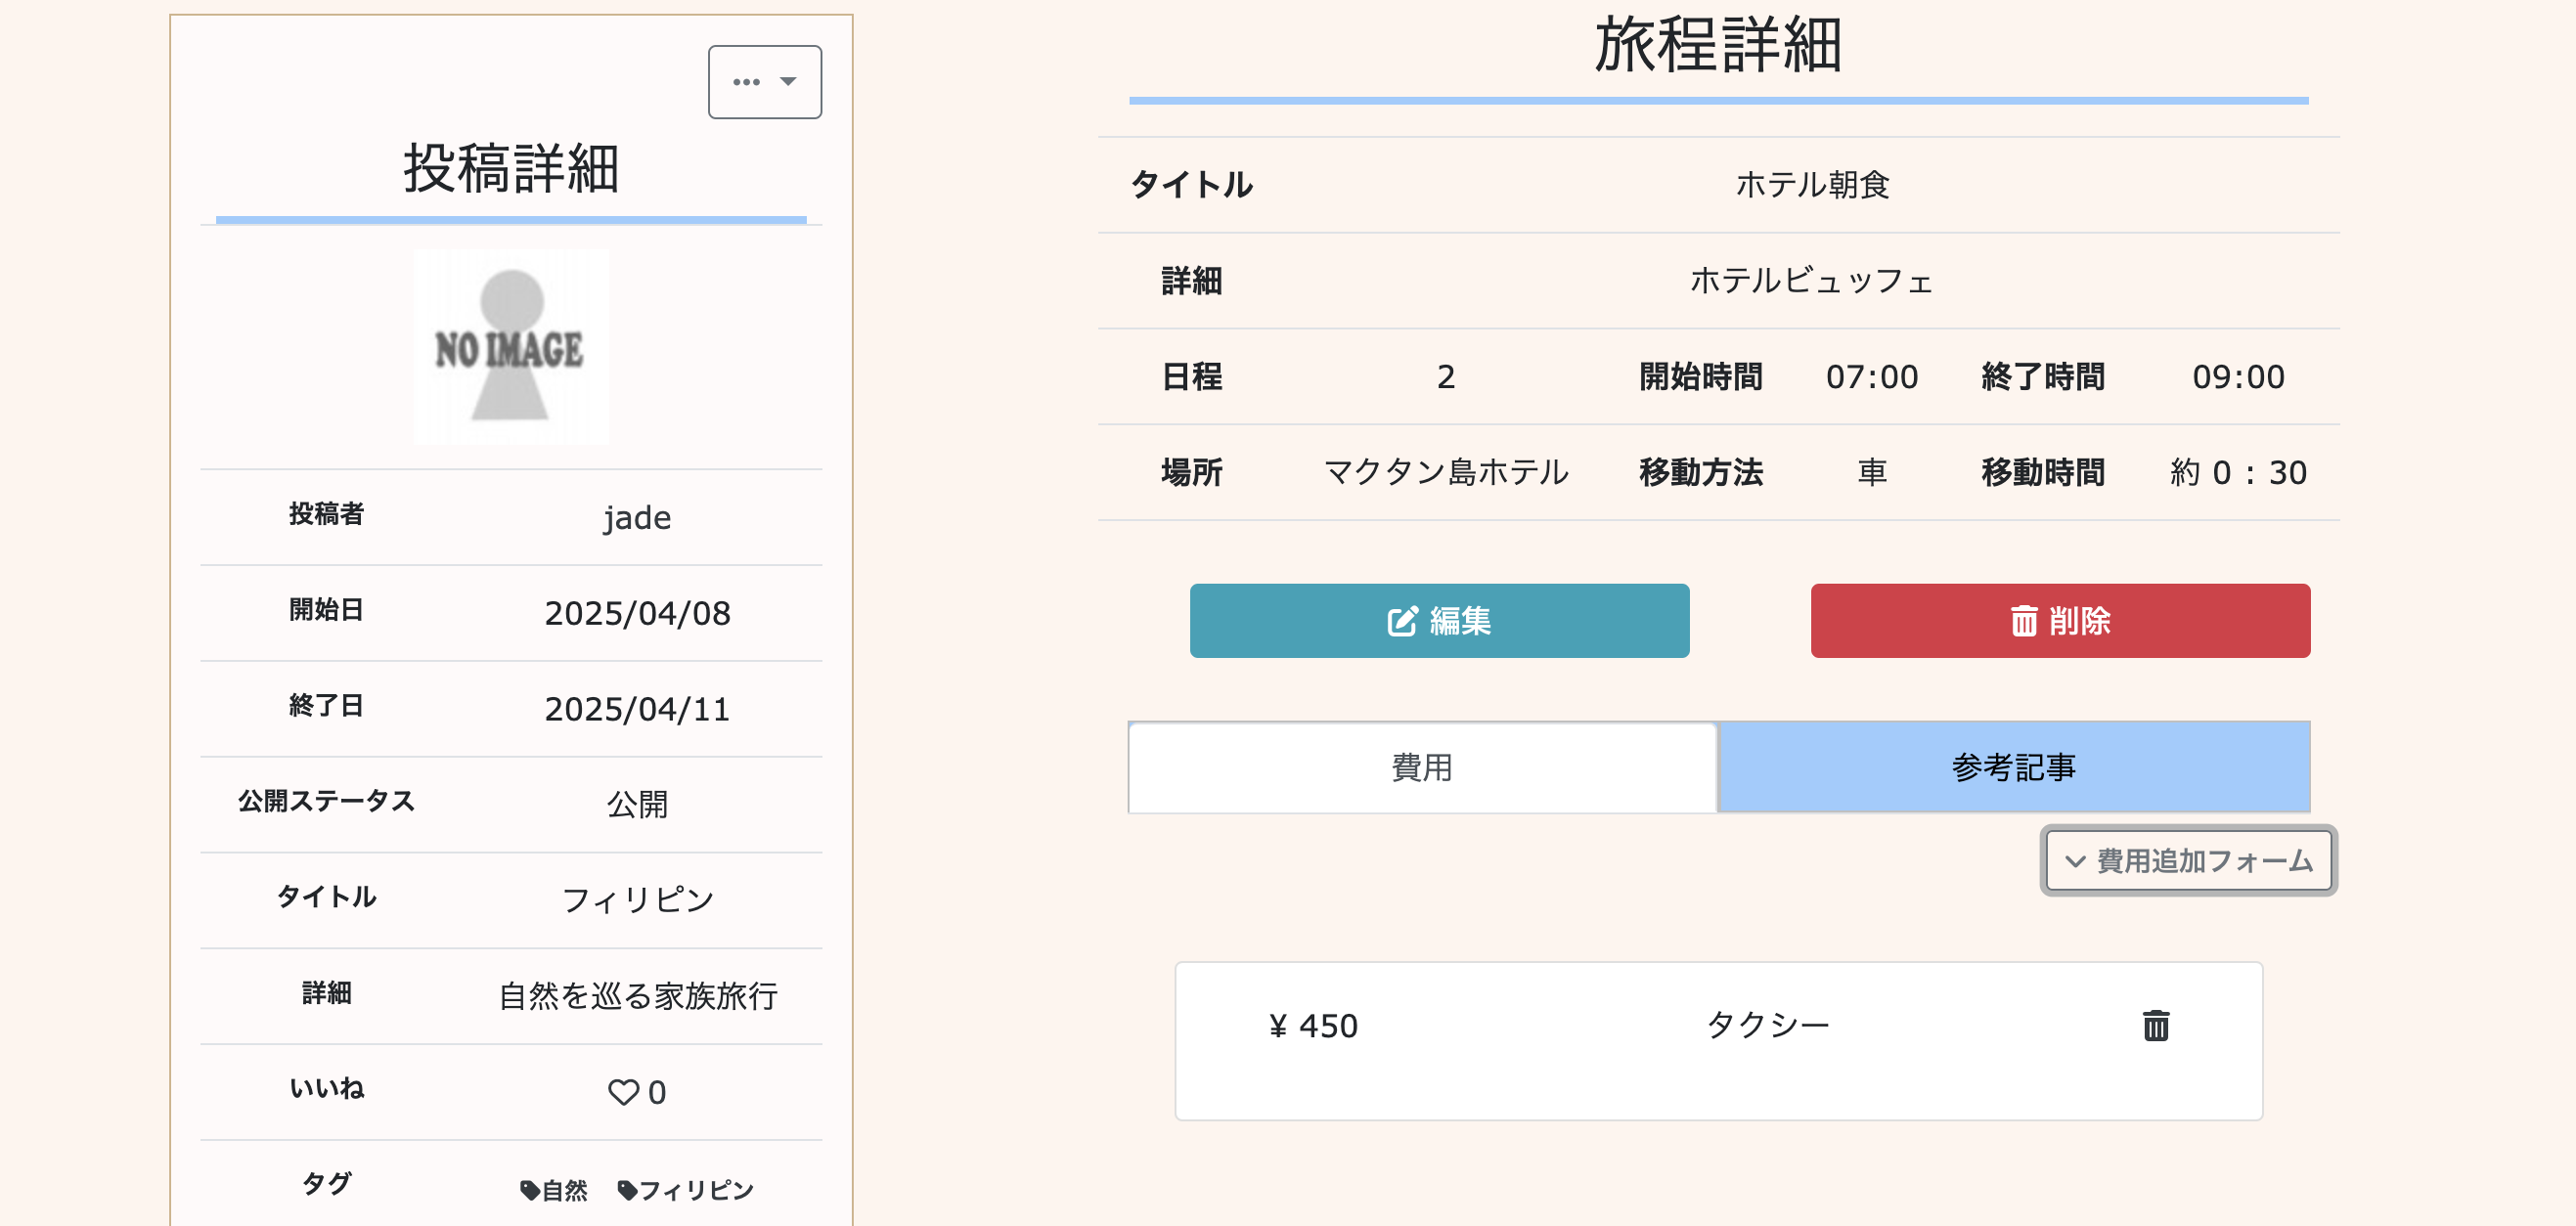 投稿詳細
NO IMAGE
投稿者 jade
開始日 2025/04/08
終了日 2025/04/11
公開ステータス 公開
タイトル フィリピン
詳細 自然を巡る家族旅行
いいね 0
タグ 自然 フィリピン
旅程詳細
タイトル ホテル朝食
詳細 ホテルビュッフェ
日程 2 開始時間 07:00 終了時間 09:00
場所 マクタン島ホテル 移動方法 車 移動時間 約 0 : 30
編集 削除
費用 参考記事
費用追加フォーム
¥ 450 タクシー